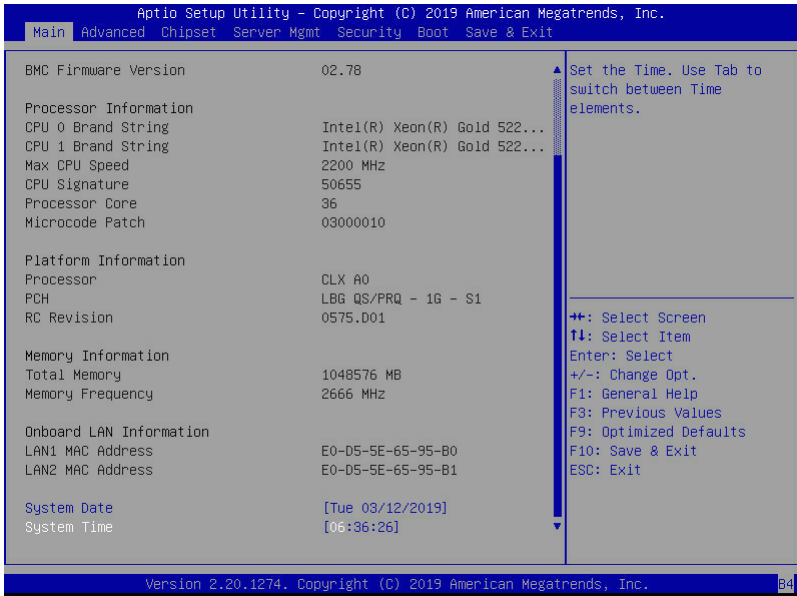 Aptio Setup Utility – Copyright (C) 2019 American Megatrends, Inc.
Main Advanced Chipset Server Mgmt Security Boot Save & Exit
BMC Firmware Version 02.78
Processor Information
CPU 0 Brand String Intel(R) Xeon(R) Gold 522...
CPU 1 Brand String Intel(R) Xeon(R) Gold 522...
Max CPU Speed 2200 MHz
CPU Signature 50655
Processor Core 36
Microcode Patch 03000010
Platform Information
Processor CLX A0
PCH LBG QS/PRQ - 1G - S1
RC Revision 0575.D01
Memory Information
Total Memory 1048576 MB
Memory Frequency 2666 MHz
Onboard LAN Information
LAN1 MAC Address E0-D5-5E-65-95-B0
LAN2 MAC Address E0-D5-5E-65-95-B1
System Date [Tue 03/12/2019]
System Time [06:36:26]
Set the Time. Use Tab to
switch between Time
elements.
→←: Select Screen
↑↓: Select Item
Enter: Select
+/-: Change Opt.
F1: General Help
F3: Previous Values
F9: Optimized Defaults
F10: Save & Exit
ESC: Exit
Version 2.20.1274. Copyright (C) 2019 American Megatrends, Inc.
B4